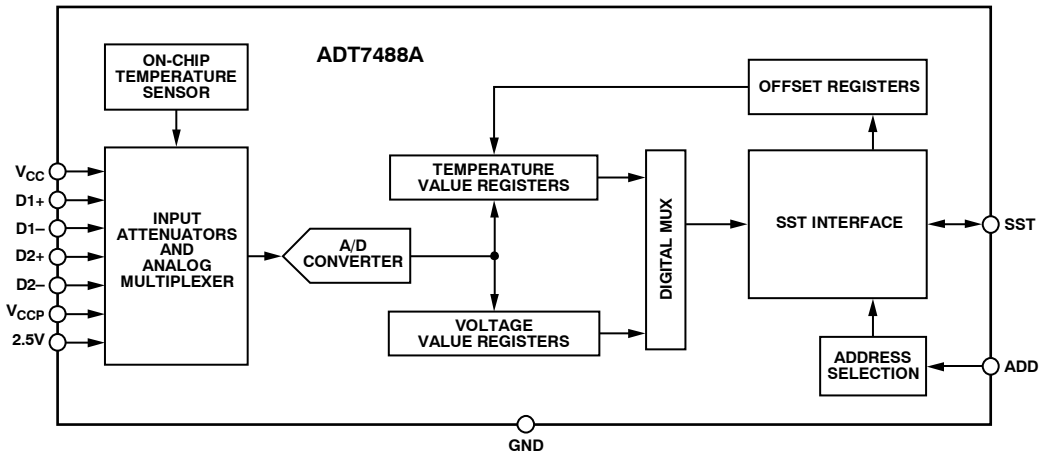 ADT7488A
ON-CHIP
TEMPERATURE
SENSOR
OFFSET REGISTERS
VCC
D1+
D1–
D2+
D2–
VCCP
2.5V
INPUT
ATTENUATORS
AND
ANALOG
MULTIPLEXER
A/D
CONVERTER
TEMPERATURE
VALUE REGISTERS
VOLTAGE
VALUE REGISTERS
DIGITAL MUX
SST INTERFACE
SST
ADDRESS
SELECTION
ADD
GND